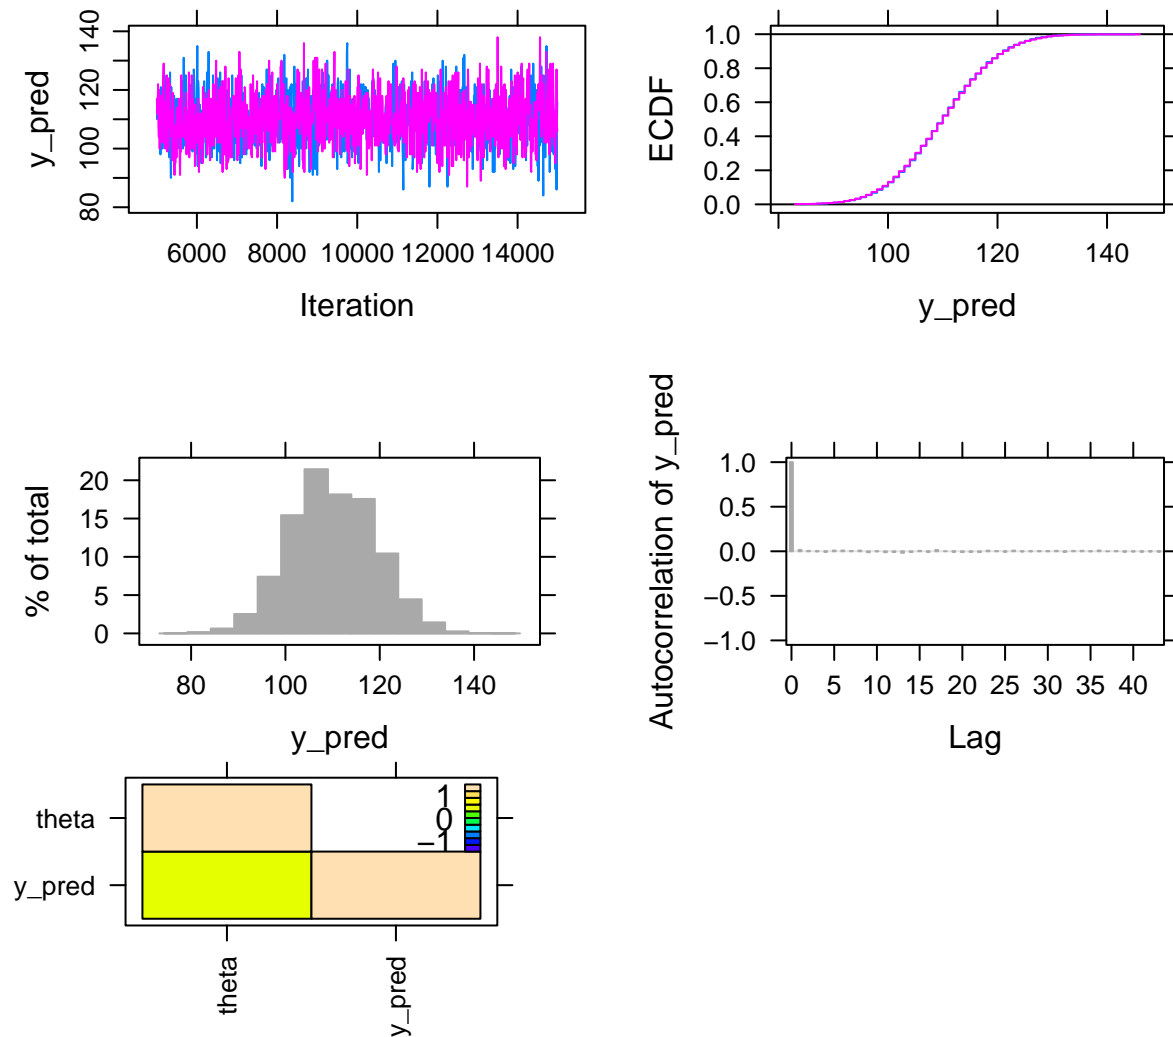 140
120
100
80
y_pred
6000 8000 10000 12000 14000
Iteration
1.0
0.8
0.6
0.4
0.2
0.0
ECDF
100 120 140
y_pred
20
15
10
5
0
% of total
80 100 120 140
y_pred
1.0
0.5
0.0
−0.5
−1.0
Autocorrelation of y_pred
0 5 10 15 20 25 30 35 40
Lag
theta
y_pred
1
0
−1
theta
y_pred